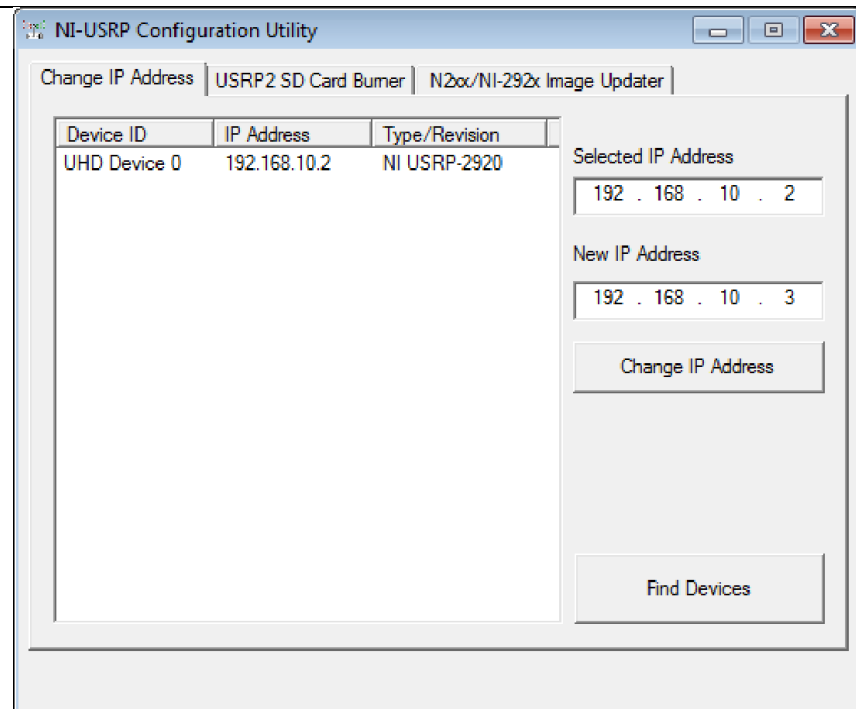 NI-USRP Configuration Utility
Change IP Address USRP2 SD Card Burner N2xx/NI-292x Image Updater
Device ID IP Address Type/Revision
UHD Device 0 192.168.10.2 NI USRP-2920
Selected IP Address
192 . 168 . 10 . 2
New IP Address
192 . 168 . 10 . 3
Change IP Address
Find Devices